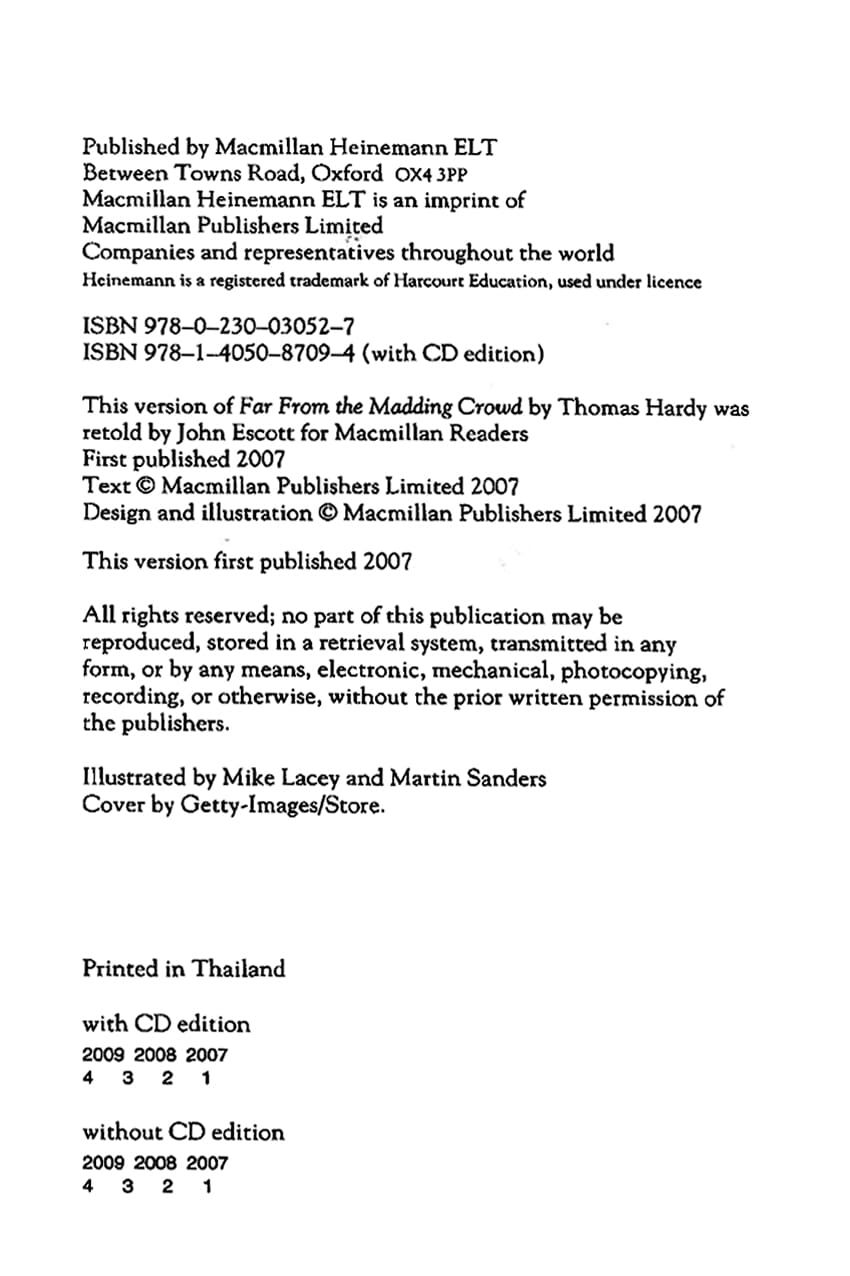 Published by Macmillan Heinemann ELT
Between Towns Road, Oxford OX4 3PP
Macmillan Heinemann ELT is an imprint of
Macmillan Publishers Limited
Companies and representatives throughout the world
Heinemann is a registered trademark of Harcourt Education, used under licence
ISBN 978–0–230–03052–7
ISBN 978–1–4050–8709–4 (with CD edition)
This version of Far From the Madding Crowd by Thomas Hardy was
retold by John Escott for Macmillan Readers
First published 2007
Text © Macmillan Publishers Limited 2007
Design and illustration © Macmillan Publishers Limited 2007
This version first published 2007
All rights reserved; no part of this publication may be
reproduced, stored in a retrieval system, transmitted in any
form, or by any means, electronic, mechanical, photocopying,
recording, or otherwise, without the prior written permission of
the publishers.
Illustrated by Mike Lacey and Martin Sanders
Cover by Getty-Images/Store.
Printed in Thailand
with CD edition
2009 2008 2007
4 3 2 1
without CD edition
2009 2008 2007
4 3 2 1